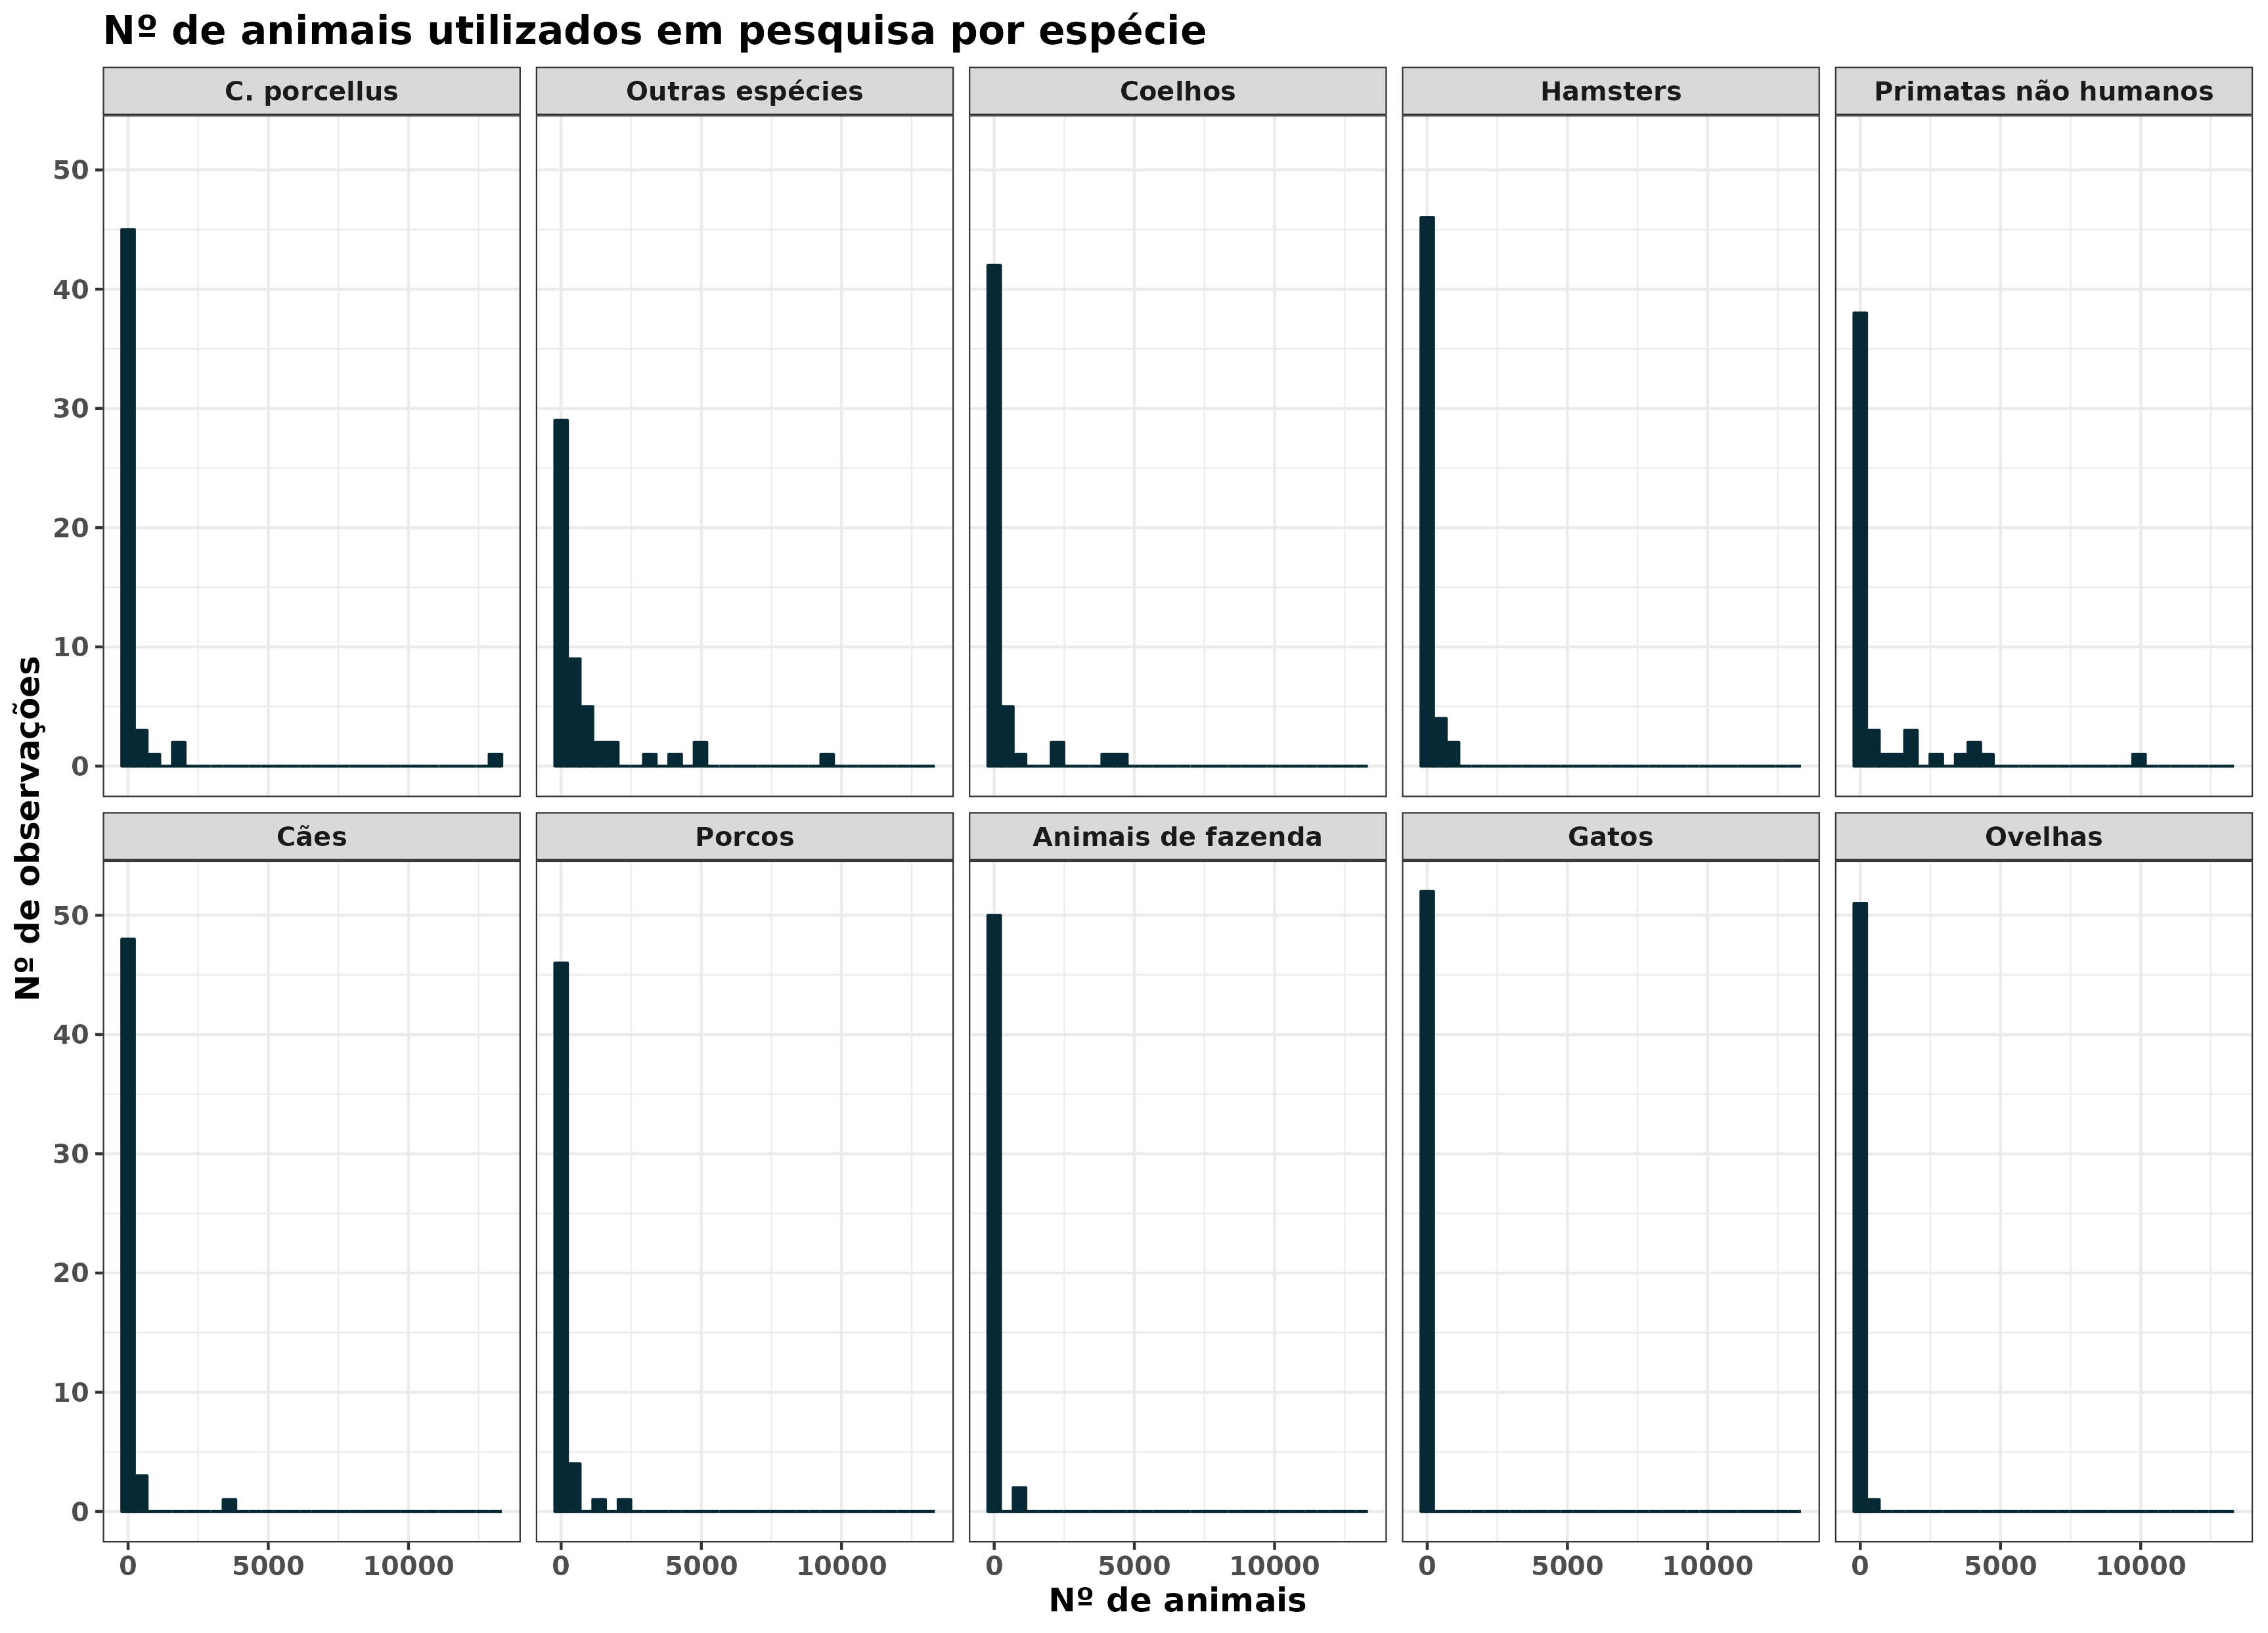 Nº de animais utilizados em pesquisa por espécie
C. porcellus
Outras espécies
Coelhos
Hamsters
Primatas não humanos
50
40
30
20
10
0
Nº de observações
Cães
Porcos
Animais de fazenda
Gatos
Ovelhas
50
40
30
20
10
0
0 5000 10000
0 5000 10000
0 5000 10000
0 5000 10000
0 5000 10000
Nº de animais